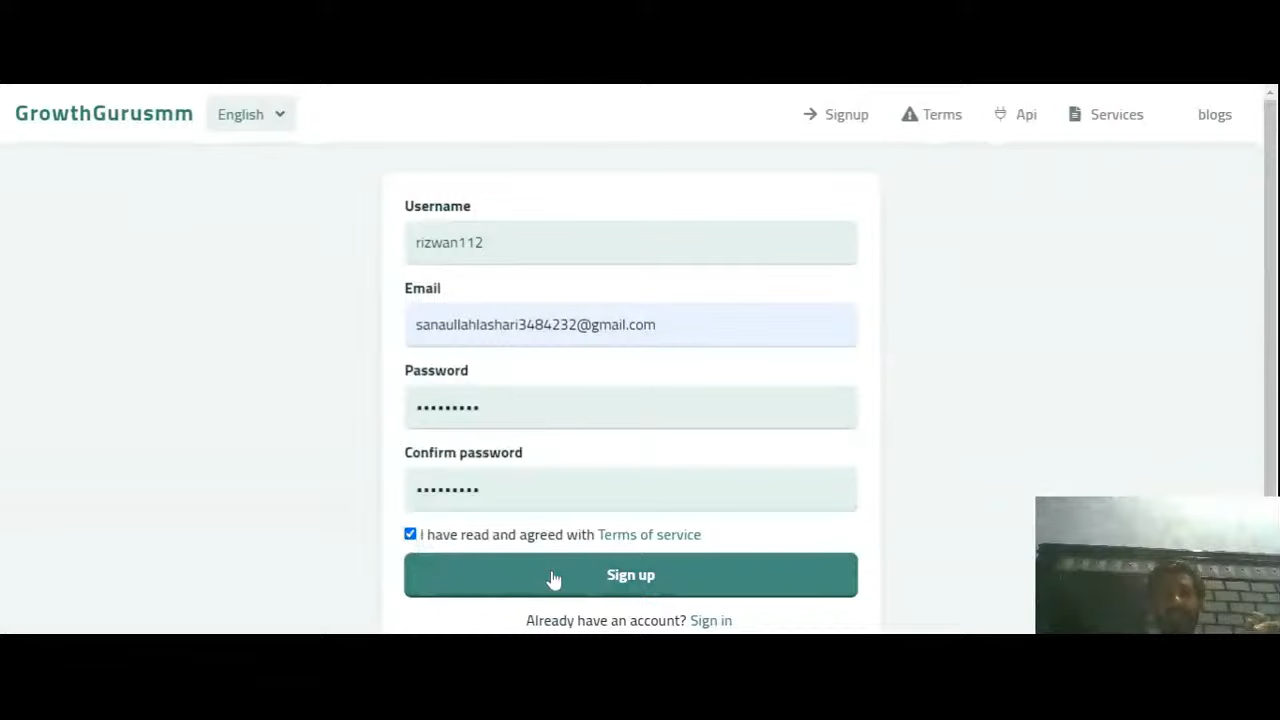 GrowthGurusmm English Signup Terms Api Services blogs
Username
rizwan112
Email
sanaullahlashari3484232@gmail.com
Password
•••••••••
Confirm password
•••••••••
I have read and agreed with Terms of service
Sign up
Already have an account? Sign in